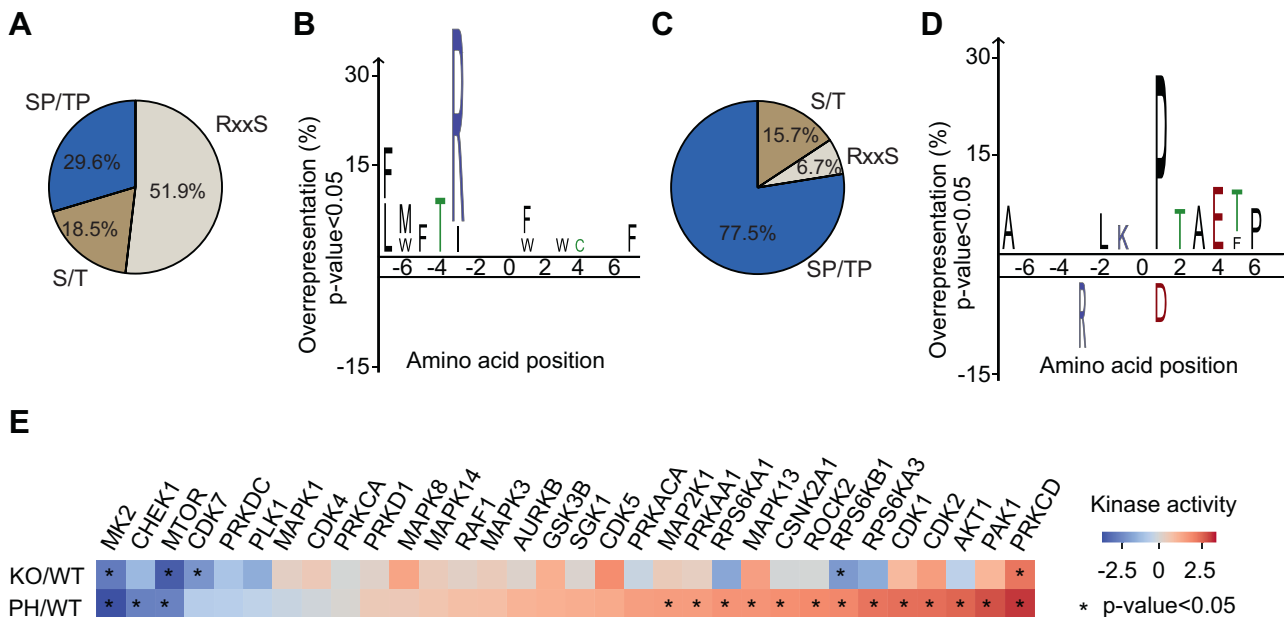 A
SP/TP
RxxS
29.6%
51.9%
18.5%
S/T
B
Overrepresentation (%)
p-value<0.05
30
15
-15
F
L
M
W
F
T
R
I
F
W
W
C
F
-6 -4 -2 0 2 4 6
Amino acid position
C
S/T
15.7%
RxxS
6.7%
77.5%
SP/TP
D
Overrepresentation (%)
p-value<0.05
30
15
-15
A
L
K
P
T
A
E
T
F
P
-6 -4 -2 0 2 4 6
R
D
Amino acid position
E
MK2
CHEK1
MTOR
CDK7
PRKDC
PLK1
MAPK1
CDK4
PRKCA
PRKD1
MAPK8
MAPK14
RAF1
MAPK3
AURKB
GSK3B
SGK1
CDK5
PRKACA
MAP2K1
PRKAA1
RPS6KA1
MAPK13
CSNK2A1
ROCK2
RPS6KB1
RPS6KA3
CDK1
CDK2
AKT1
PAK1
PRKCD
KO/WT * * * * *
PH/WT * * * * * * * * * * * * * * *
Kinase activity
-2.5 0 2.5
* p-value<0.05